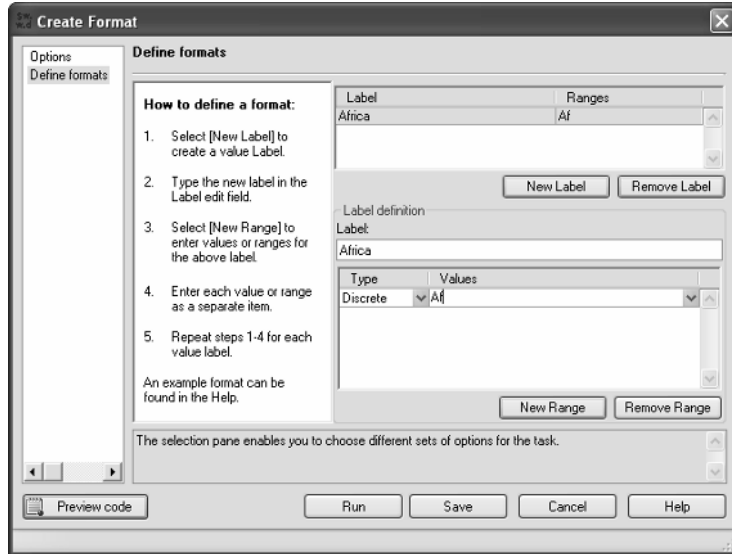 Create Format
Options
Define formats
Define formats
How to define a format:
1. Select [New Label] to
create a value Label.
2. Type the new label in the
Label edit field.
3. Select [New Range] to
enter values or ranges for
the above label.
4. Enter each value or range
as a separate item.
5. Repeat steps 1-4 for each
value label.
An example format can be
found in the Help.
Label Ranges
Africa Af
New Label Remove Label
Label definition
Label:
Africa
Type Values
Discrete Af
New Range Remove Range
The selection pane enables you to choose different sets of options for the task.
Preview code Run Save Cancel Help